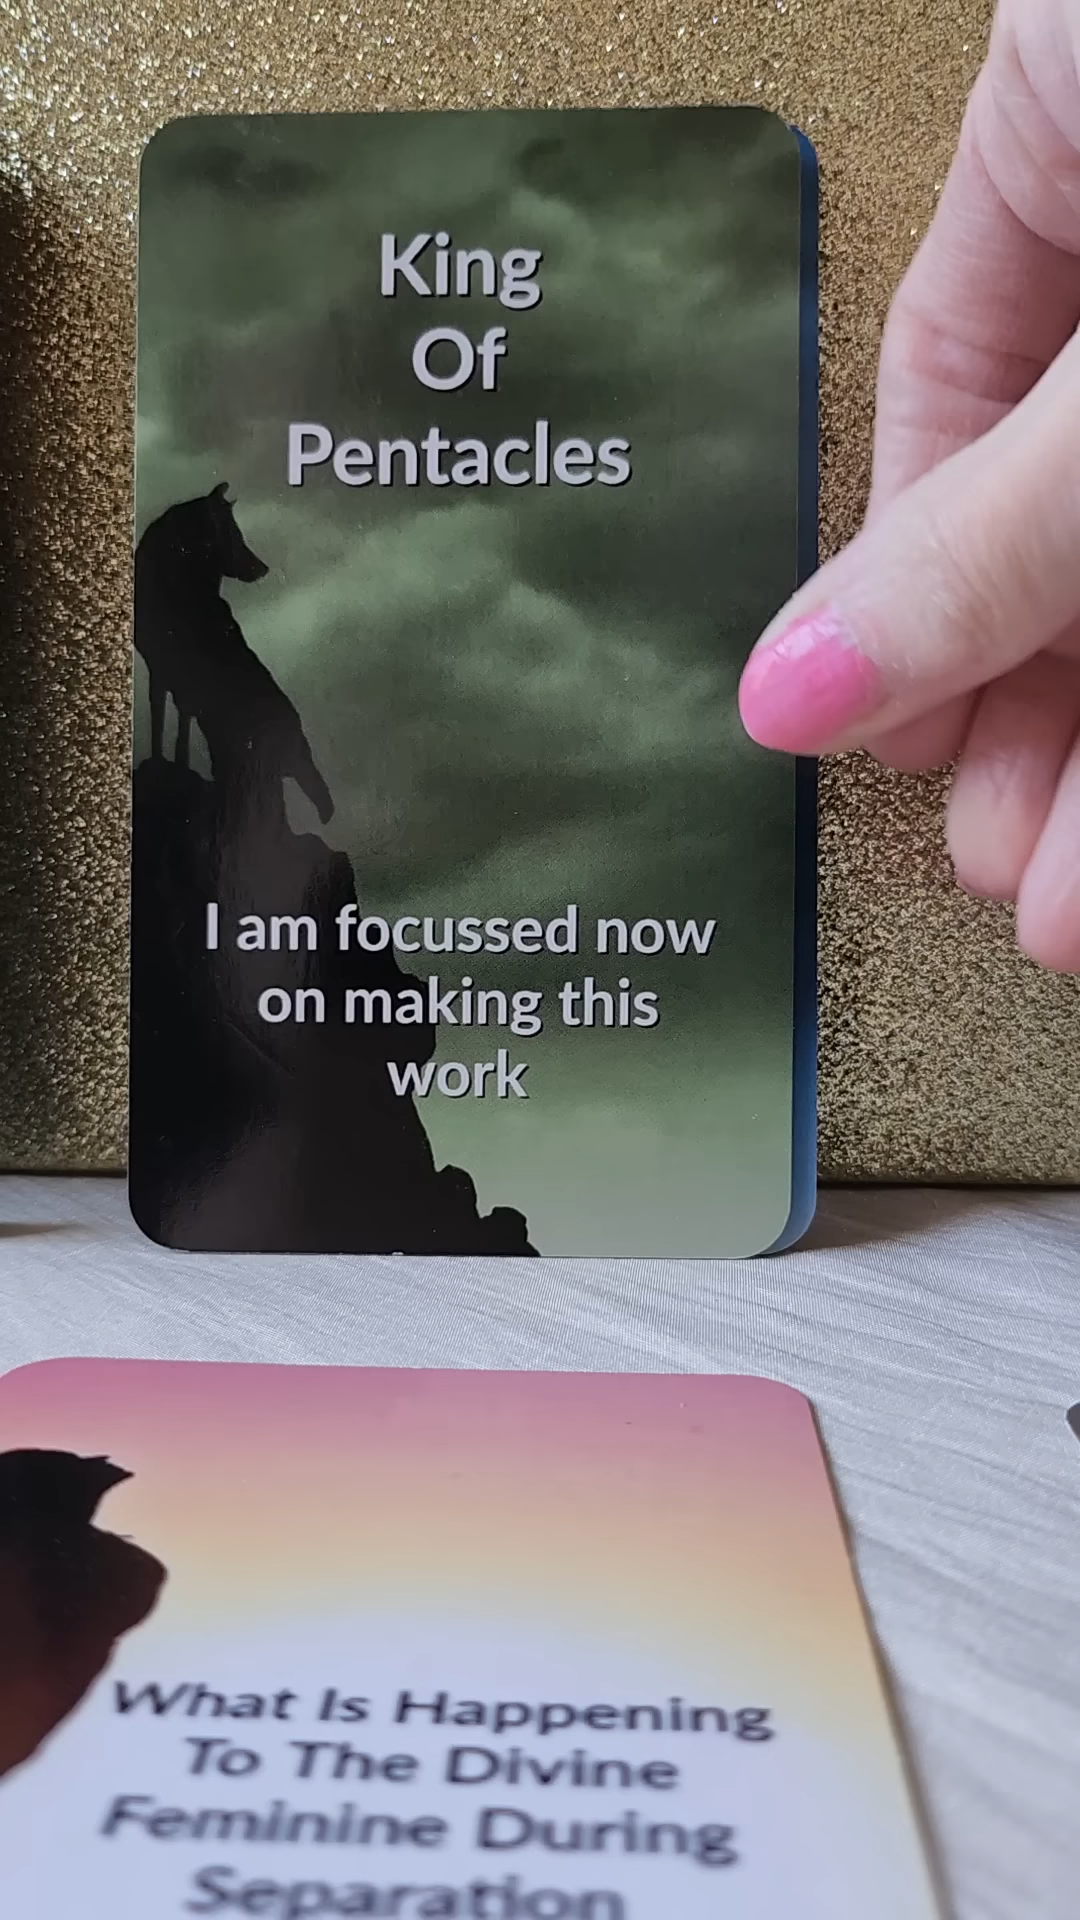 King
Of
Pentacles
I am focussed now
on making this
work
What Is Happening
To The Divine
Feminine During
Separation